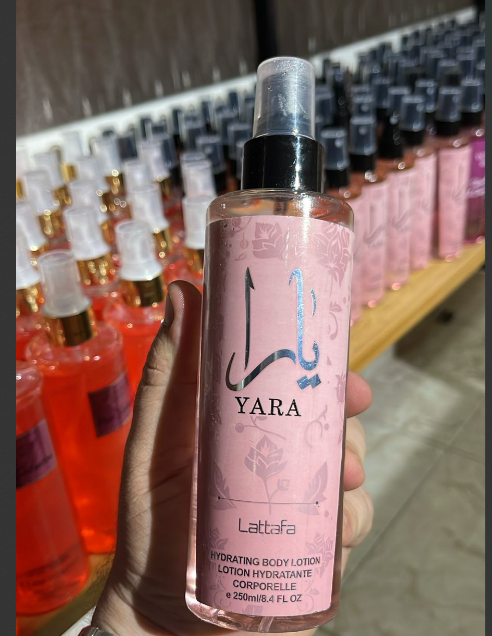 يارا
YARA
Lattafa
HYDRATING BODY LOTION
LOTION HYDRATANTE
CORPORELLE
e 250ml/8.4 FL OZ